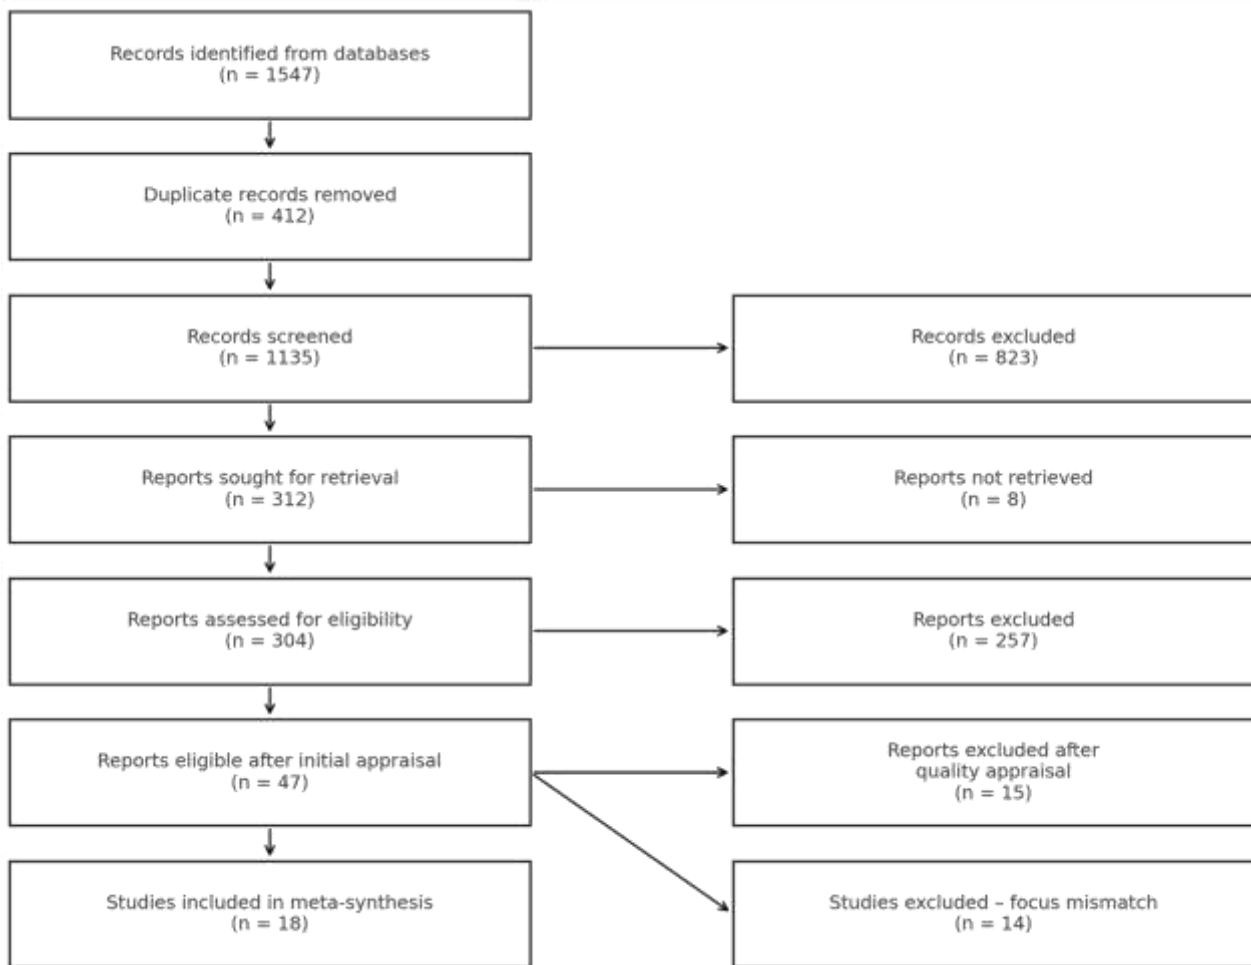 Records identified from databases
(n = 1547)
Duplicate records removed
(n = 412)
Records screened
(n = 1135)
Records excluded
(n = 823)
Reports sought for retrieval
(n = 312)
Reports not retrieved
(n = 8)
Reports assessed for eligibility
(n = 304)
Reports excluded
(n = 257)
Reports eligible after initial appraisal
(n = 47)
Reports excluded after
quality appraisal
(n = 15)
Studies included in meta-synthesis
(n = 18)
Studies excluded – focus mismatch
(n = 14)